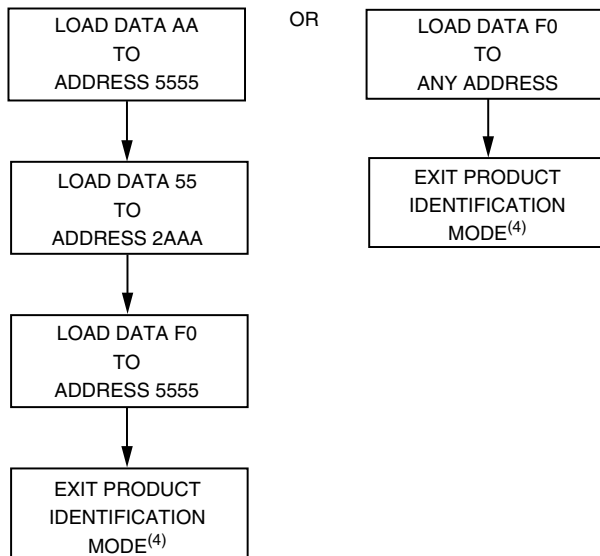 LOAD DATA AA
TO
ADDRESS 5555
LOAD DATA 55
TO
ADDRESS 2AAA
LOAD DATA F0
TO
ADDRESS 5555
EXIT PRODUCT
IDENTIFICATION
MODE(4)
OR
LOAD DATA F0
TO
ANY ADDRESS
EXIT PRODUCT
IDENTIFICATION
MODE(4)